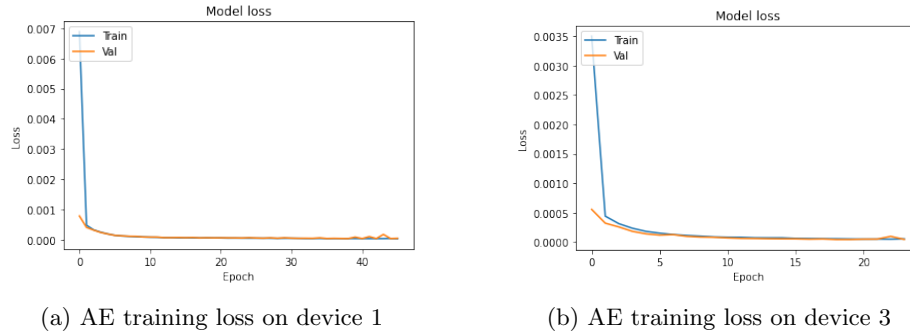 Model loss
Train
Val
0.007
0.006
0.005
0.004
0.003
0.002
0.001
0.000
Loss
0 10 20 30 40
Epoch
(a) AE training loss on device 1
Model loss
Train
Val
0.0035
0.0030
0.0025
0.0020
0.0015
0.0010
0.0005
0.0000
Loss
0 5 10 15 20
Epoch
(b) AE training loss on device 3